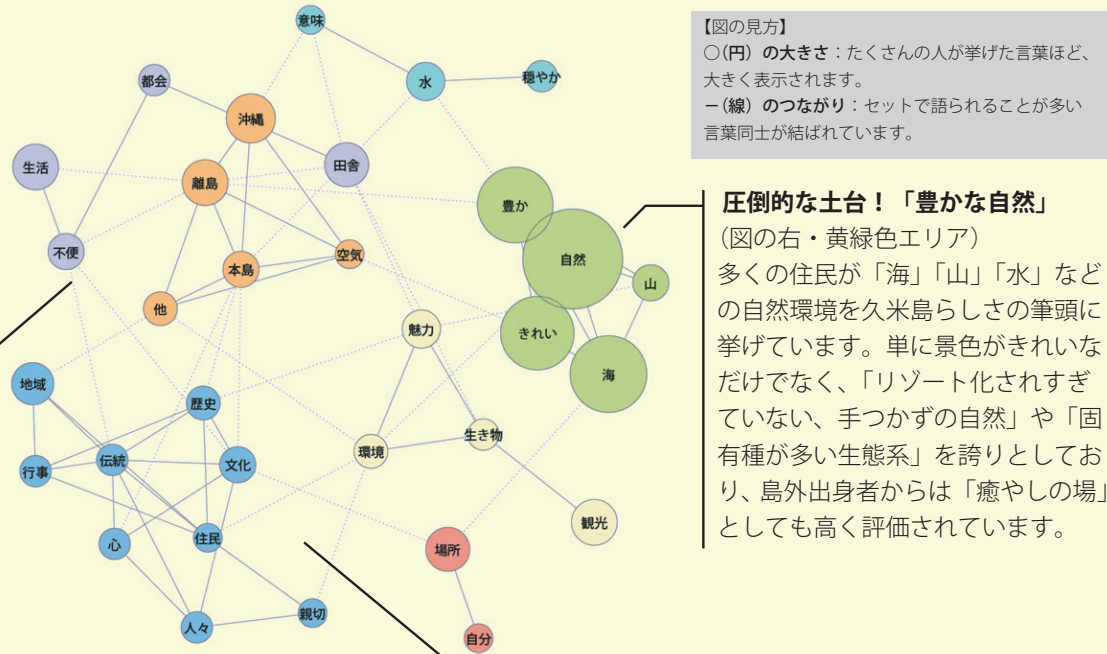 意味
水
穏やか
都会
沖縄
生活
離島
田舎
豊か
不便
本島
空気
自然
山
他
魅力
きれい
海
地域
歴史
生き物
行事
伝統
文化
環境
観光
心
住民
場所
人々
親切
自分
【図の見方】
○(円)の大きさ：たくさんの人が挙げた言葉ほど、
大きく表示されます。
ー(線)のつながり：セットで語られることが多い
言葉同士が結ばれています。
圧倒的な土台！「豊かな自然」
（図の右・黄緑色エリア）
多くの住民が「海」「山」「水」など
の自然環境を久米島らしさの筆頭に
挙げています。単に景色がきれいな
だけでなく、「リゾート化されすぎ
ていない、手つかずの自然」や「固
有種が多い生態系」を誇りとしてお
り、島外出身者からは「癒やしの場」
としても高く評価されています。